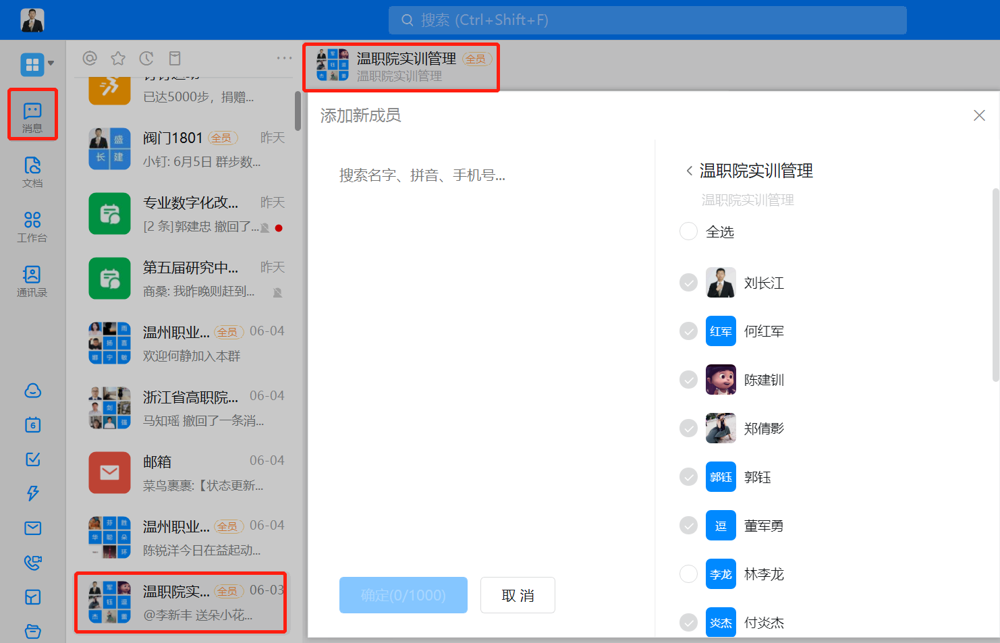 搜索 (Ctrl+Shift+F)
消息
文档
工作台
通讯录
6
已达5000步，捐赠...
盛
长 建
阀门1801 全员 昨天
小钉: 6月5日 群步数...
专业数字化改... 昨天
[2 条]郭建忠 撤回了...
第五届研究中... 昨天
商桑: 我昨晚则赶到...
温州职业... 全员 06-04
欢迎何静加入本群
浙江省高职院... 06-04
马知瑶 撤回了一条消...
邮箱 06-04
菜鸟裹裹:【状态更新...
温州职业... 全员 06-04
陈锐洋今日在益起动...
温职院实... 全员 06-03
@李新丰 送朵小花...
温职院实训管理 全员
温职院实训管理
添加新成员
搜索名字、拼音、手机号...
确定(0/1000)
取 消
温职院实训管理
温职院实训管理
全选
刘长江
红军 何红军
陈建钏
郑倩影
郭钰 郭钰
逗 董军勇
李龙 林李龙
炎杰 付炎杰